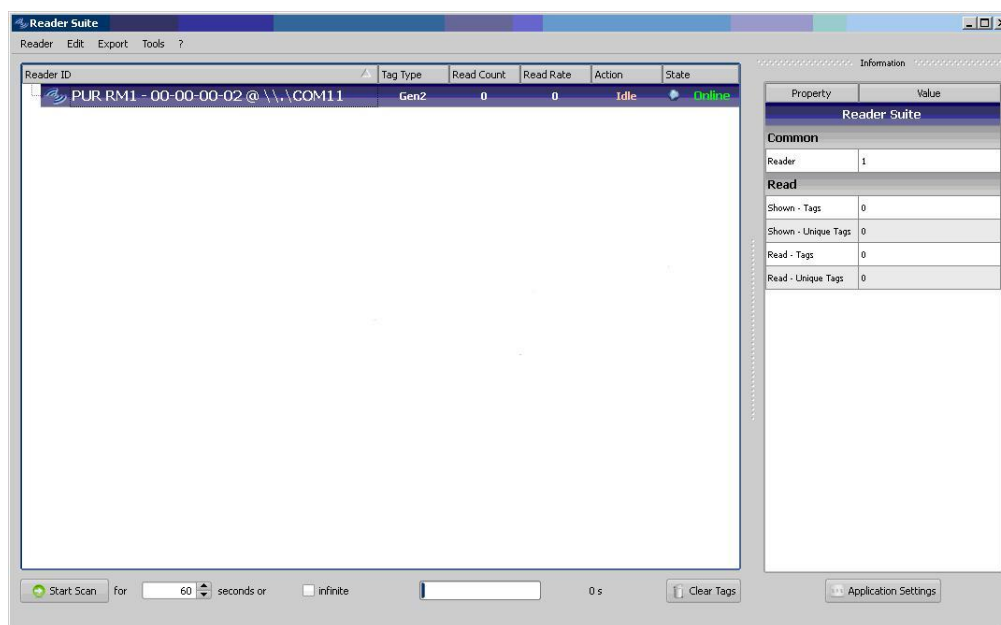 Reader Suite
Reader Edit Export Tools ?
Information
Reader ID Tag Type Read Count Read Rate Action State
PUR RM1 - 00-00-00-02 @ \\.\COM11 Gen2 0 0 Idle Online
Property Value
Reader Suite
Common
Reader 1
Read
Shown - Tags 0
Shown - Unique Tags 0
Read - Tags 0
Read - Unique Tags 0
Start Scan for 60 seconds or infinite 0 s Clear Tags Application Settings